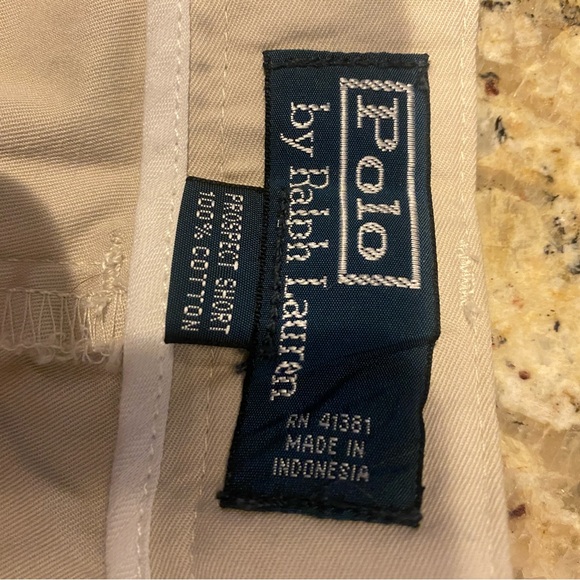 Polo
by Ralph Lauren
RN 41381
MADE IN
INDONESIA
PROSPECT SHORT
100% COTTON